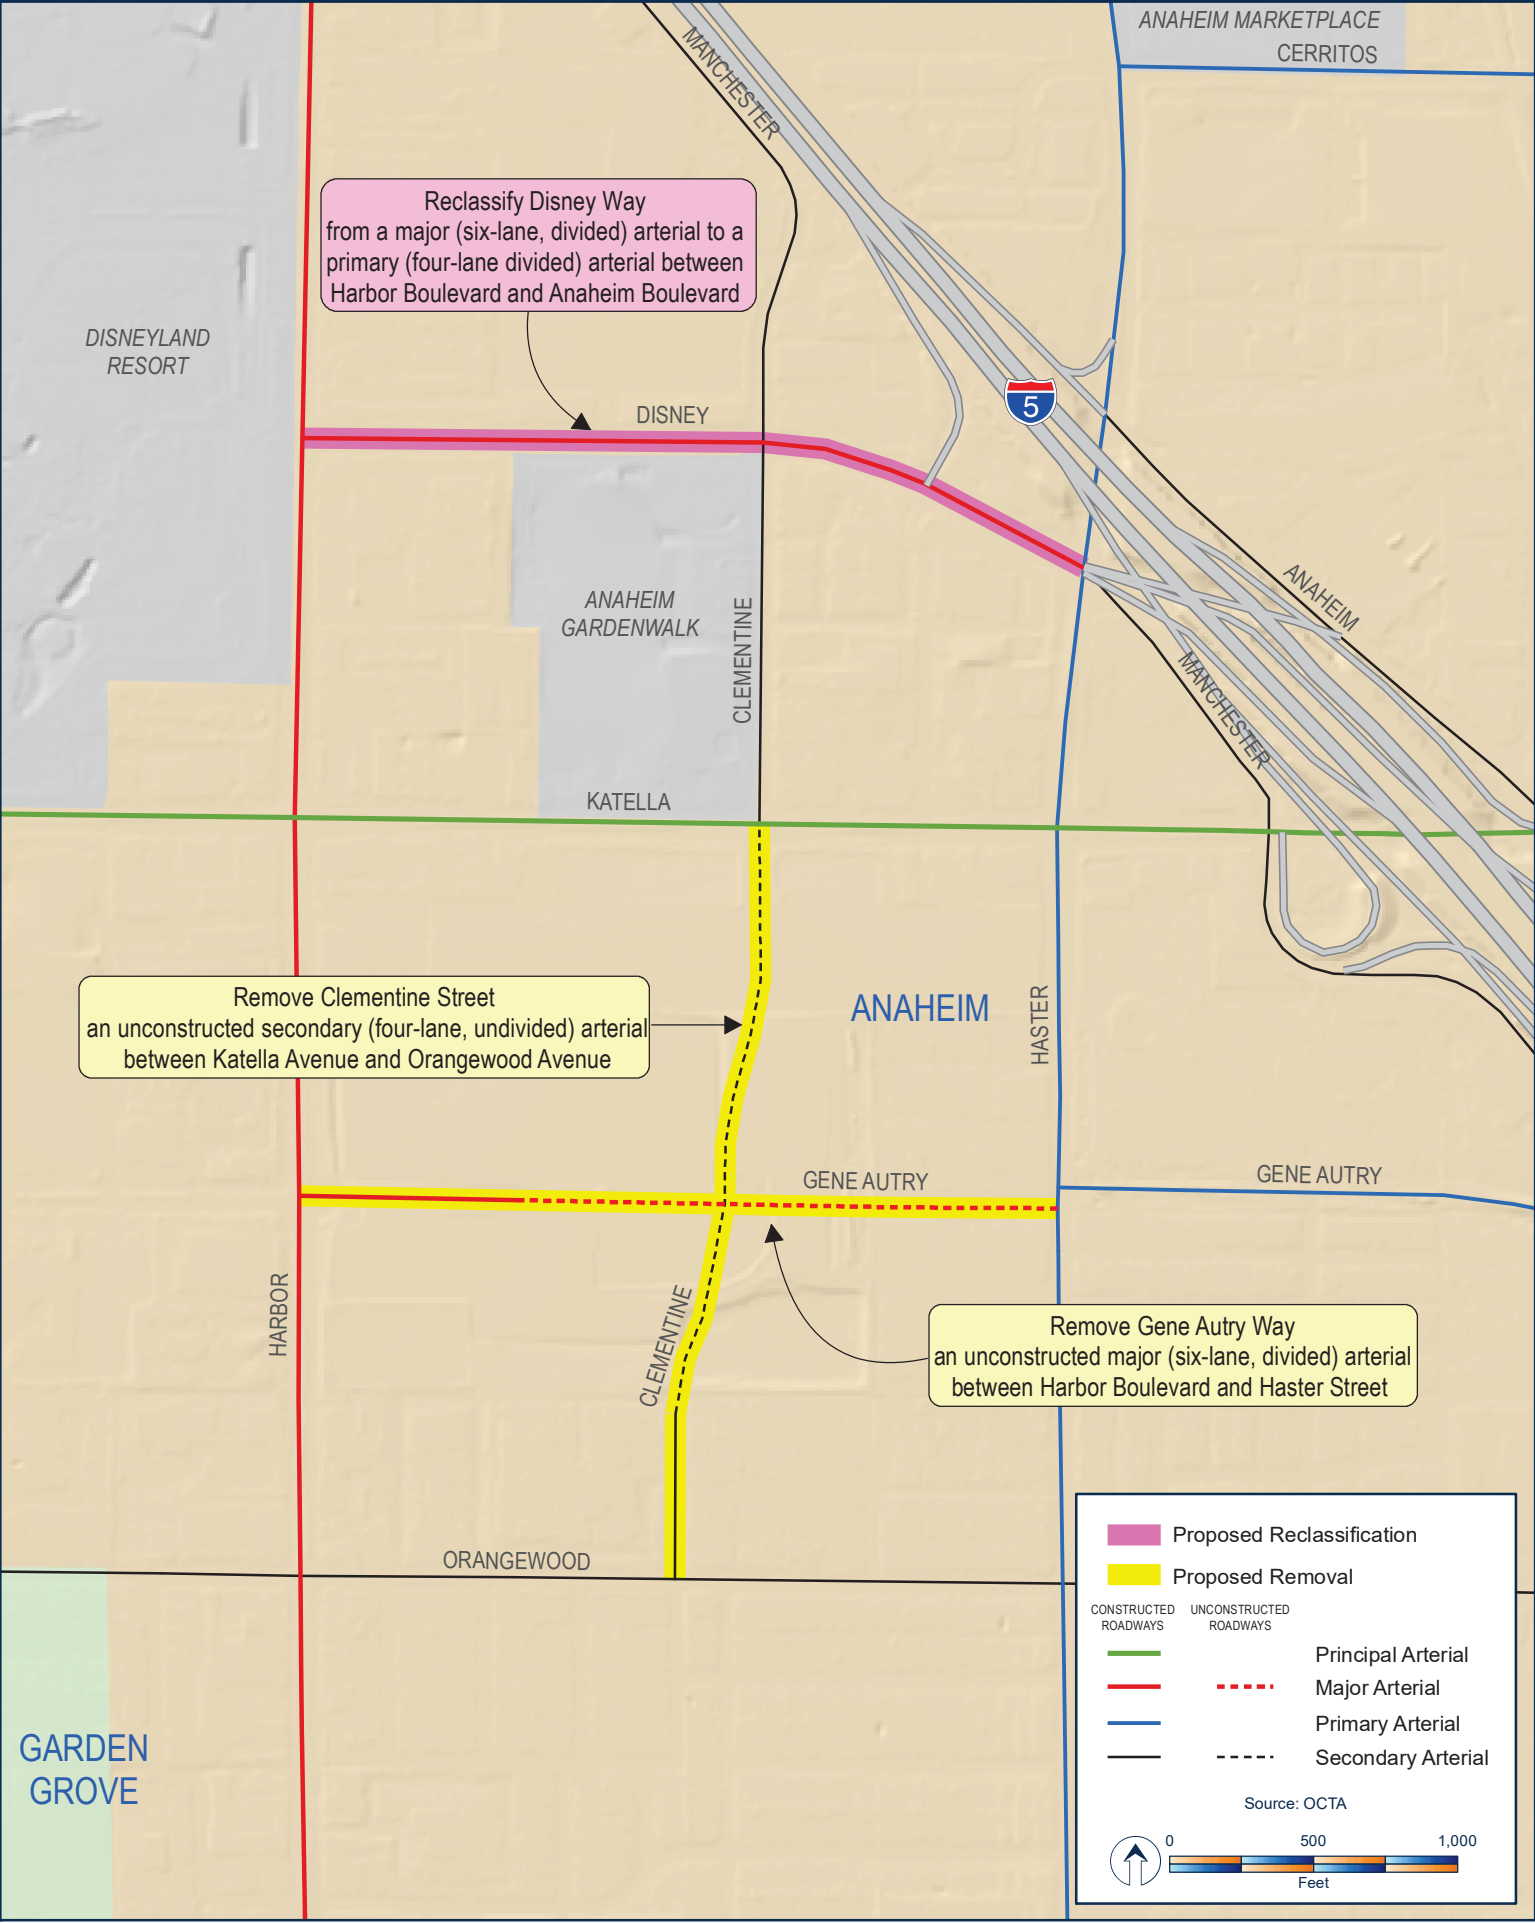 ANAHEIM MARKETPLACE
CERRITOS
MANCHESTER
Reclassify Disney Way
from a major (six-lane, divided) arterial to a
primary (four-lane divided) arterial between
Harbor Boulevard and Anaheim Boulevard
DISNEYLAND
RESORT
5
DISNEY
ANAHEIM
GARDENWALK
CLEMENTINE
ANAHEIM
MANCHESTER
KATELLA
Remove Clementine Street
an unconstructed secondary (four-lane, undivided) arterial
between Katella Avenue and Orangewood Avenue
ANAHEIM
HASTER
GENE AUTRY
GENE AUTRY
HARBOR
CLEMENTINE
Remove Gene Autry Way
an unconstructed major (six-lane, divided) arterial
between Harbor Boulevard and Haster Street
ORANGEWOOD
GARDEN
GROVE
Proposed Reclassification
Proposed Removal
CONSTRUCTED ROADWAYS
UNCONSTRUCTED ROADWAYS
Principal Arterial
Major Arterial
Primary Arterial
Secondary Arterial
Source: OCTA
0 500 1,000
Feet